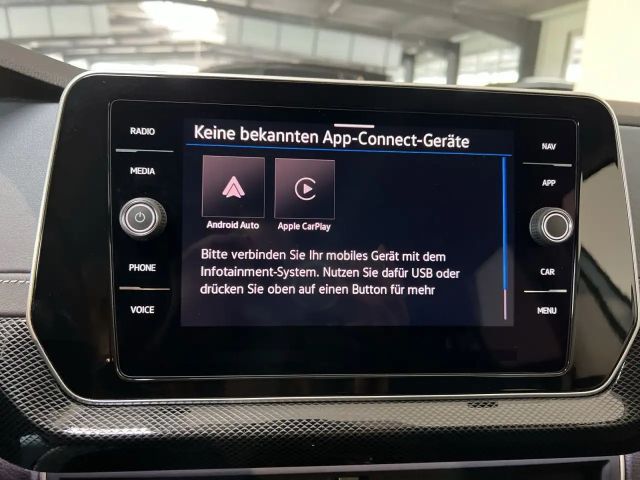 RADIO
MEDIA
PHONE
VOICE
Keine bekannten App-Connect-Geräte
Android Auto
Apple CarPlay
Bitte verbinden Sie Ihr mobiles Gerät mit dem
Infotainment-System. Nutzen Sie dafür USB oder
drücken Sie oben auf einen Button für mehr
NAV
APP
CAR
MENU